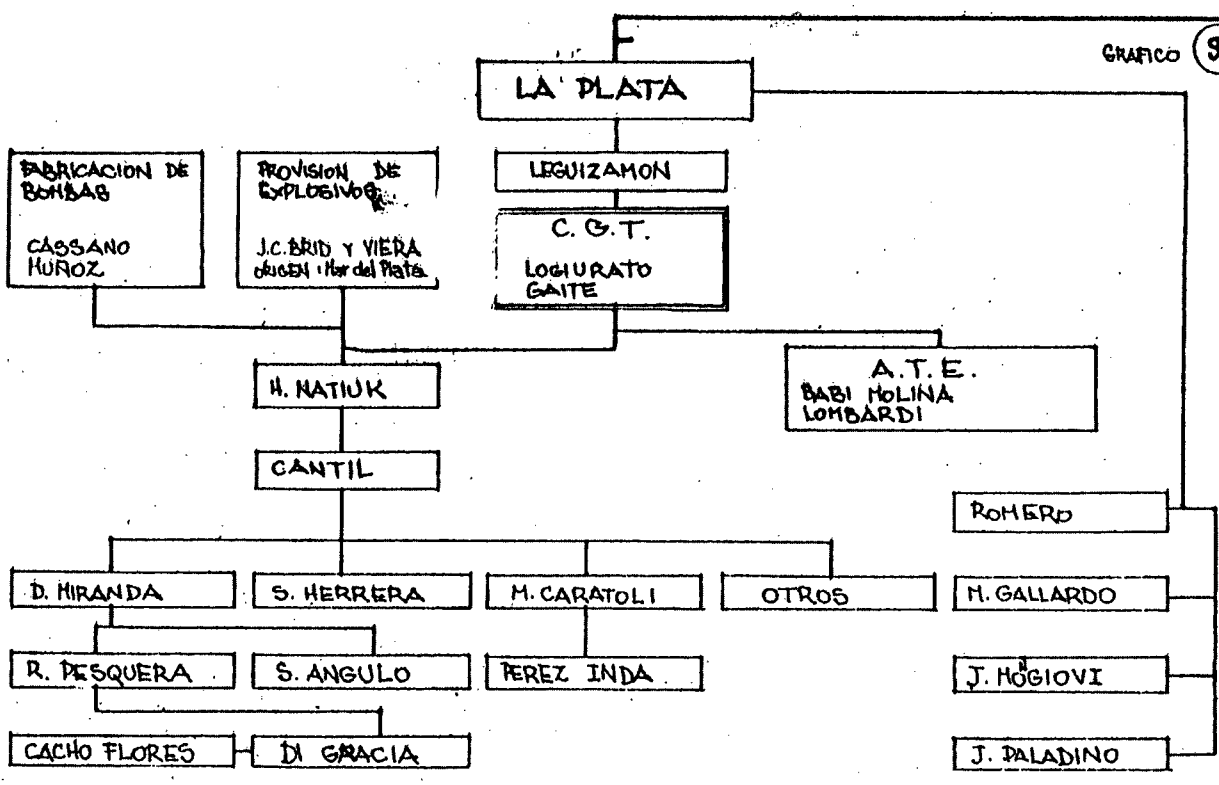 GRAFICO 9
LA PLATA
FABRICACION DE
BOMBAS
CASSANO
MUÑOZ
PROVISION DE
EXPLOSIVOS
J.C. BRID Y VIERA
ORIGEN: Mar del Plata
LEGUIZAMON
C. G. T.
LOGIURATO
GAITE
H. MATIUK
A. T. E.
BABI MOLINA
LOMBARDI
CANTIL
ROMERO
D. MIRANDA
S. HERRERA
M. CARATOLI
OTROS
M. GALLARDO
R. PESQUERA
S. ANGULO
PEREZ INDA
J. MONGIOVI
CACHO FLORES
DI GRACIA
J. PALADINO